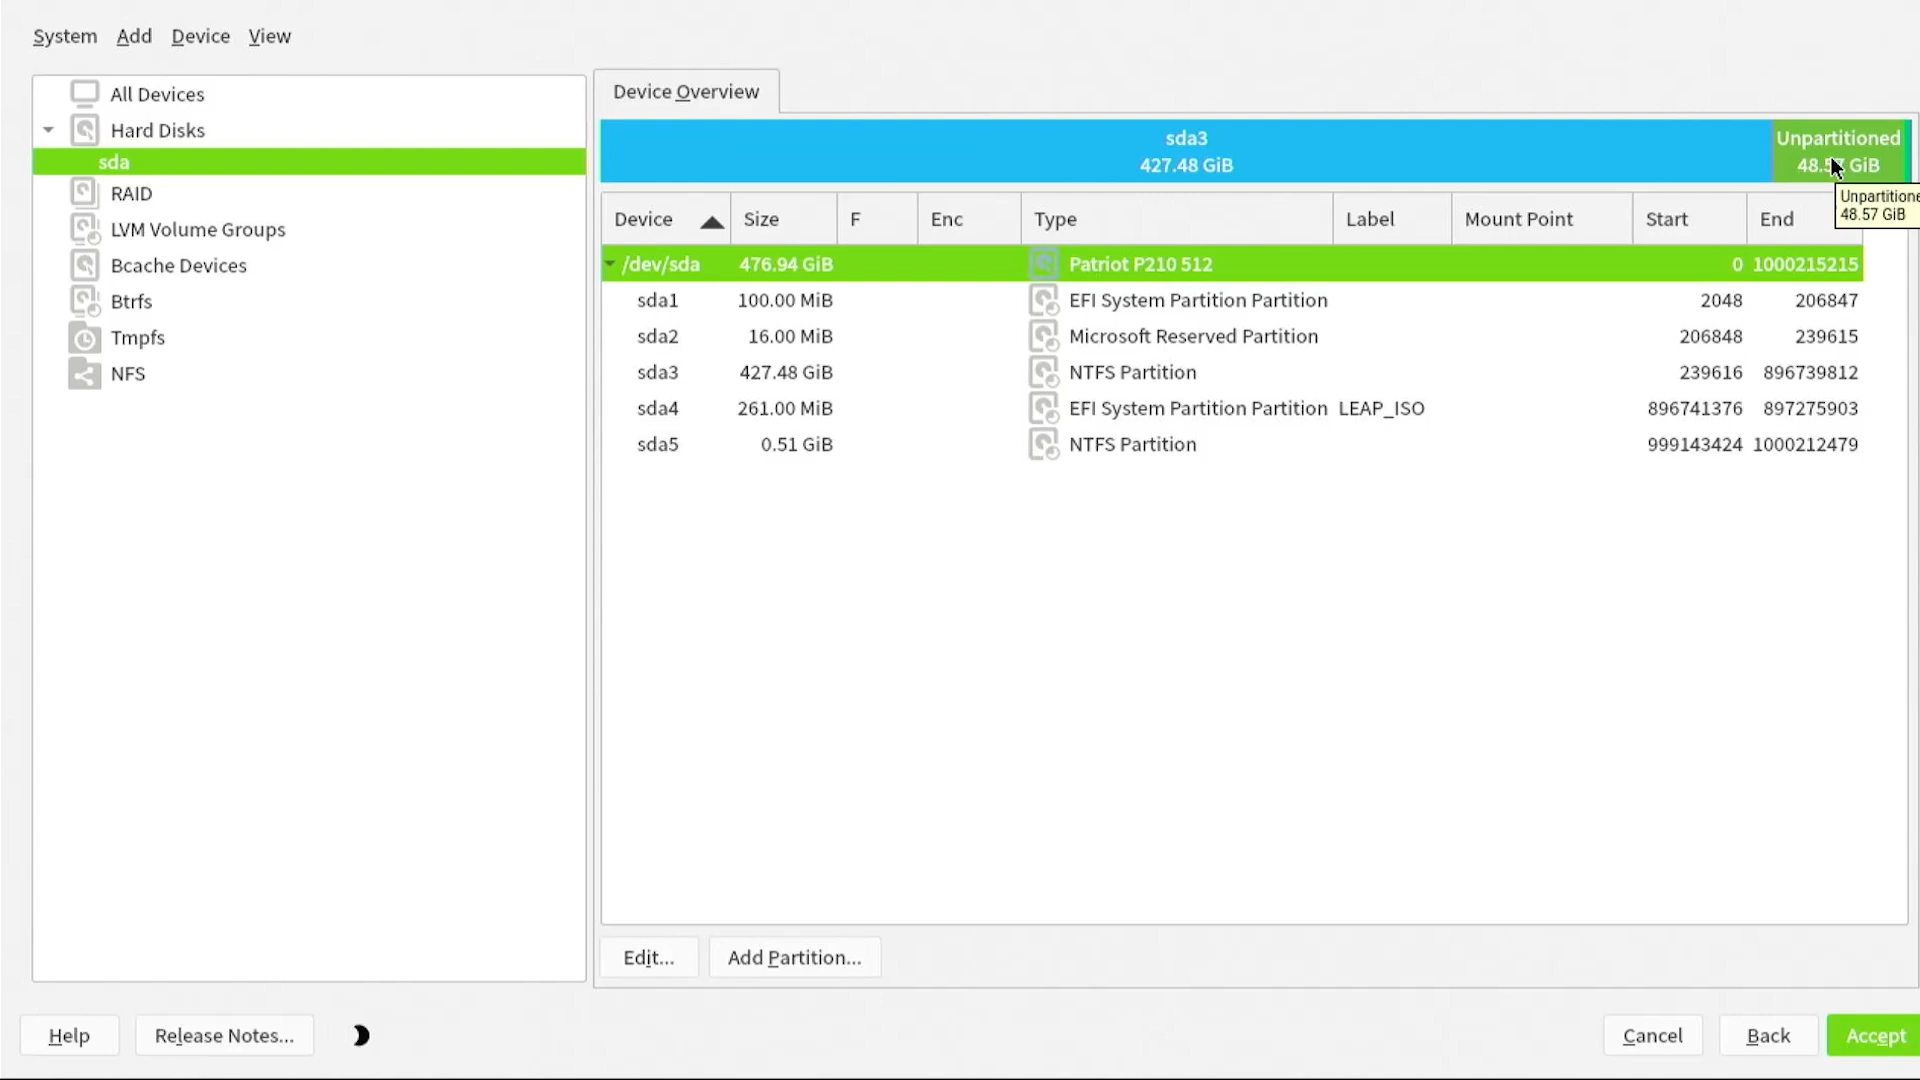 System Add Device View
All Devices
Hard Disks
sda
RAID
LVM Volume Groups
Bcache Devices
Btrfs
Tmpfs
NFS
Device Overview
sda3
427.48 GiB
Unpartitioned
48.57 GiB
Unpartitione
48.57 GiB
Device Size F Enc Type Label Mount Point Start End
/dev/sda 476.94 GiB Patriot P210 512 0 1000215215
sda1 100.00 MiB EFI System Partition Partition 2048 206847
sda2 16.00 MiB Microsoft Reserved Partition 206848 239615
sda3 427.48 GiB NTFS Partition 239616 896739812
sda4 261.00 MiB EFI System Partition Partition LEAP_ISO 896741376 897275903
sda5 0.51 GiB NTFS Partition 999143424 1000212479
Edit... Add Partition...
Help Release Notes... Cancel Back Accept